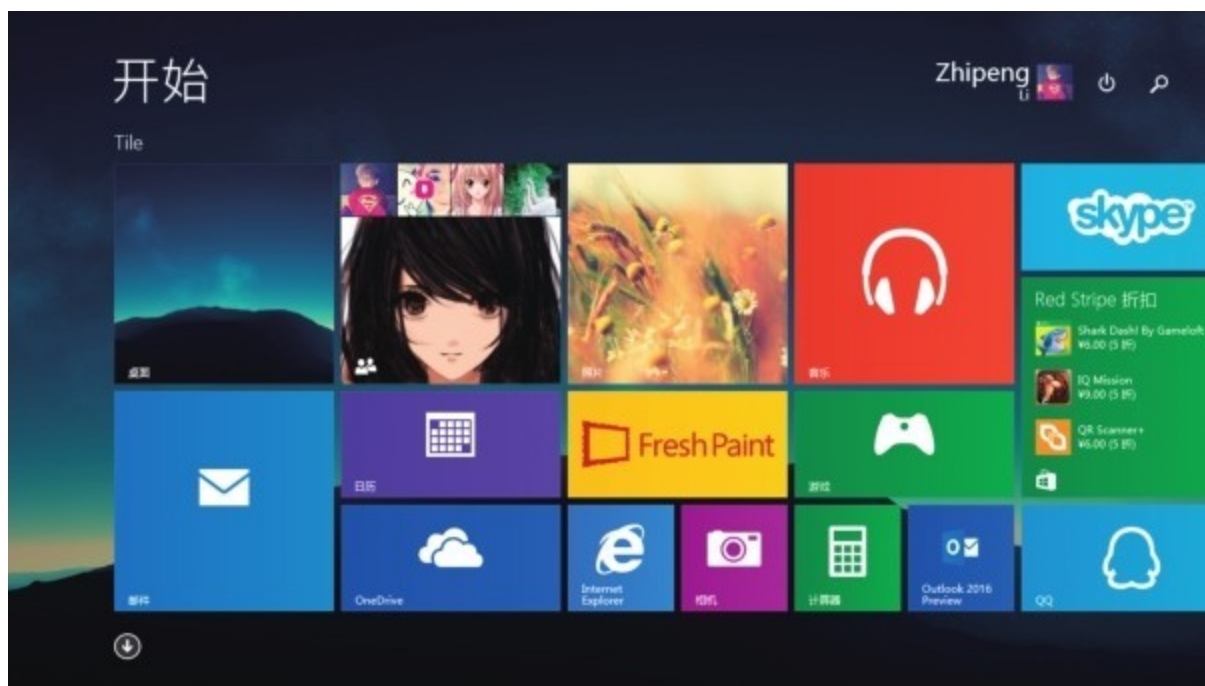 开始
Zhipeng
Li
Tile
桌面
照片
音乐
skype
Red Stripe 折扣
Shark Dash! By Gameloft
¥6.00 (5 折)
IQ Mission
¥9.00 (5 折)
QR Scanner+
¥6.00 (5 折)
邮件
日历
Fresh Paint
游戏
OneDrive
Internet
Explorer
相机
计算器
Outlook 2016
Preview
QQ